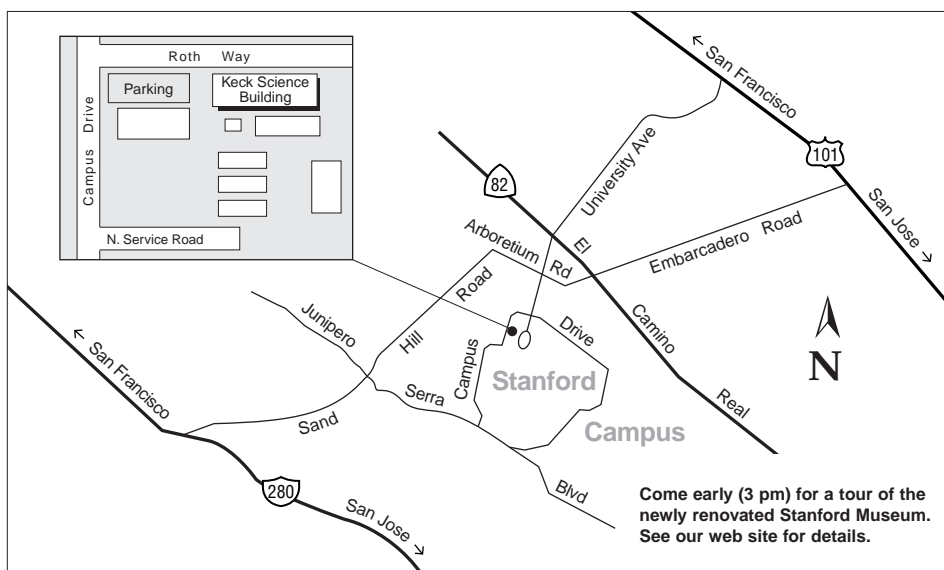 Roth Way
Campus Drive
Parking
Keck Science
Building
N. Service Road
← San Francisco
101
San Jose →
University Ave
82
El
Camino
Real
Embarcadero Road
Arboretium Rd
Sand
Hill
Road
Junipero
Serra
Blvd
Campus
Drive
Stanford
Campus
N
← San Francisco
280
San Jose →
Come early (3 pm) for a tour of the
newly renovated Stanford Museum.
See our web site for details.